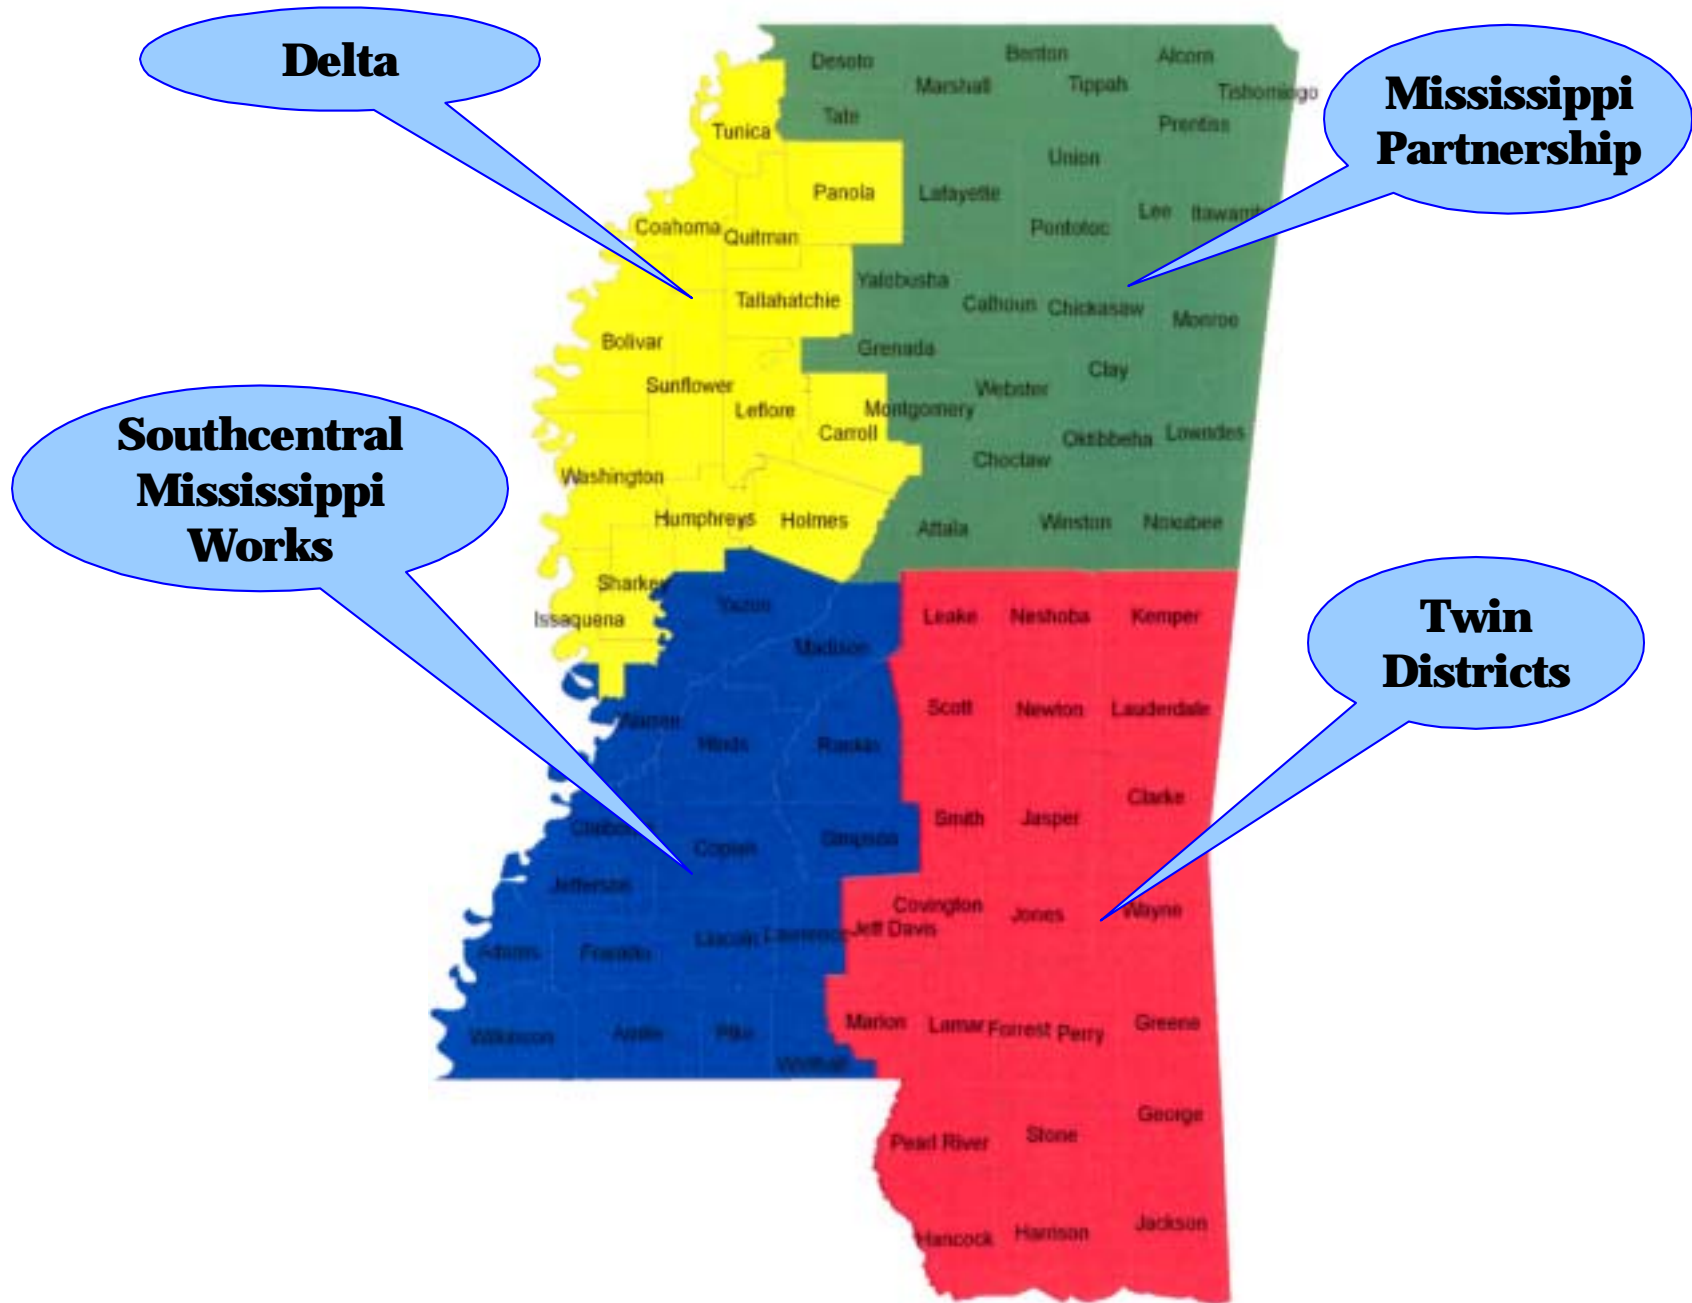 Delta
Mississippi
Partnership
Southcentral
Mississippi
Works
Twin
Districts
Desoto
Benton
Alcorn
Marshall
Tippah
Tishomingo
Tate
Prentiss
Tunica
Union
Panola
Lafayette
Lee
Itawamb
Pontotoc
Coahoma
Quitman
Yalobusha
Tallahatchie
Calhoun
Chickasaw
Monroe
Bolivar
Grenada
Clay
Sunflower
Webster
Leflore
Montgomery
Carroll
Oktibbeha
Lowndes
Choctaw
Washington
Humphreys
Holmes
Attala
Winston
Noxubee
Sharkey
Issaquena
Yazoo
Madison
Leake
Neshoba
Kemper
Warren
Hinds
Rankin
Scott
Newton
Lauderdale
Clarke
Smith
Jasper
Copiah
Simpson
Jefferson
Covington
Jeff Davis
Jones
Wayne
Adams
Franklin
Lincoln
Lawrence
Marion
Lamar
Forrest
Perry
Greene
Wilkinson
Amite
Pike
Walthall
George
Pearl River
Stone
Hancock
Harrison
Jackson